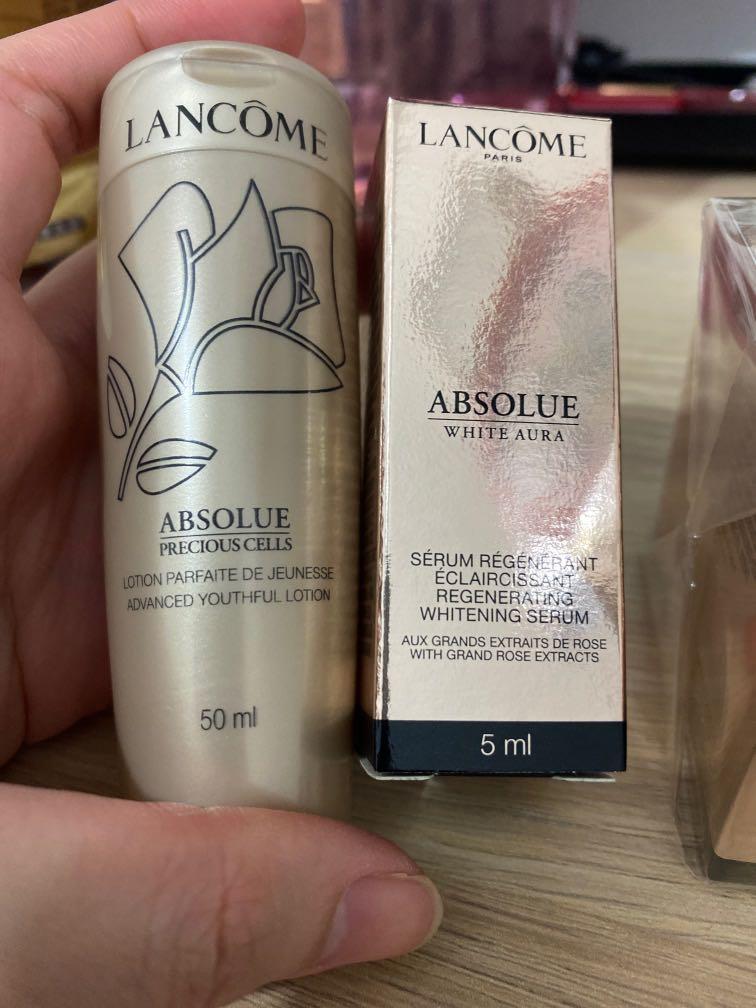 LANCÔME
ABSOLUE
PRECIOUS CELLS
LOTION PARFAITE DE JEUNESSE
ADVANCED YOUTHFUL LOTION
50 ml
LANCÔME
PARIS
ABSOLUE
WHITE AURA
SÉRUM RÉGÉNÉRANT
ÉCLAIRCISSANT
REGENERATING
WHITENING SERUM
AUX GRANDS EXTRAITS DE ROSE
WITH GRAND ROSE EXTRACTS
5 ml